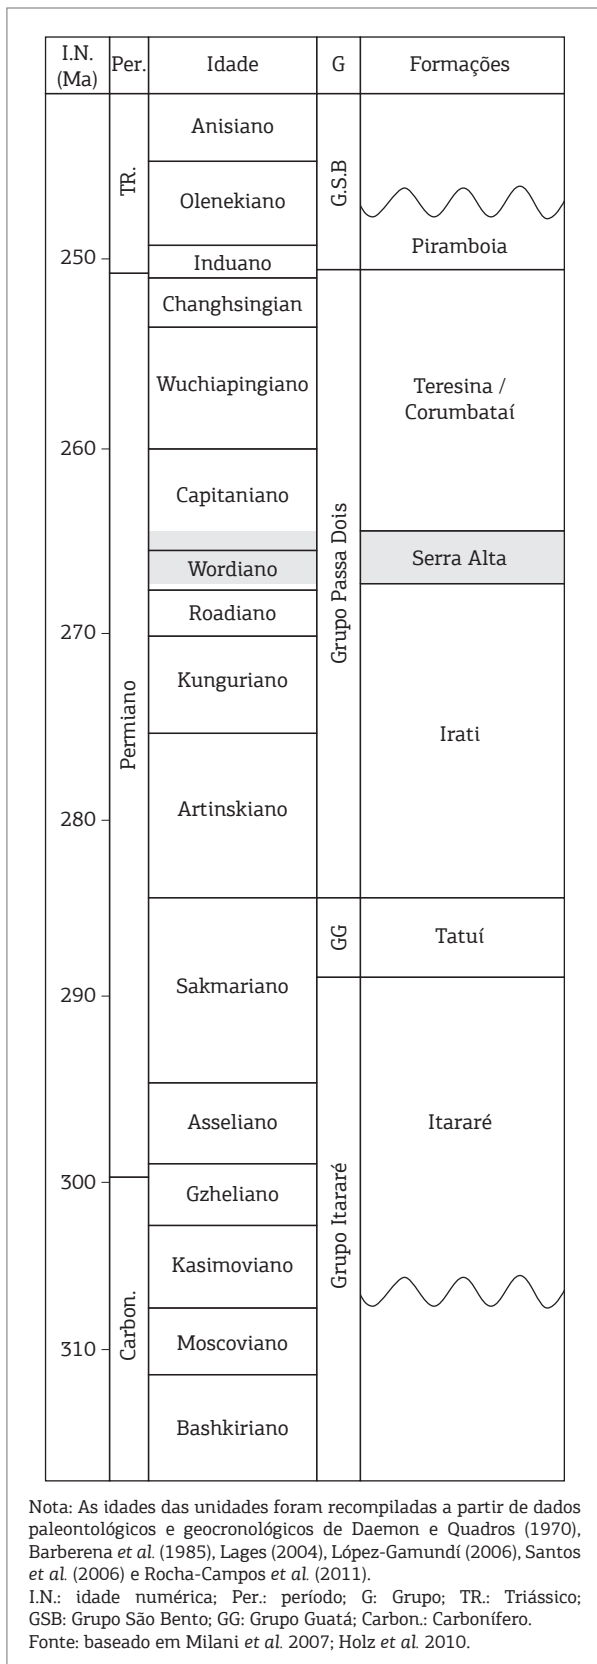 I.N.
(Ma)
Per.
Idade
G
Formações
TR.
Anisiano
G.S.B
Olenekiano
250
Induano
Piramboia
Permiano
Changhsingian
Grupo Passa Dois
Wuchiapingiano
Teresina /
Corumbataí
260
Capitaniano
Wordiano
Serra Alta
Roadiano
270
Kunguriano
Irati
280
Artinskiano
GG
Tatuí
Sakmariano
290
Grupo Itararé
Asseliano
Itararé
300
Carbon.
Gzheliano
Kasimoviano
310
Moscoviano
Bashkiriano
Nota: As idades das unidades foram recompiladas a partir de dados
paleontológicos e geocronológicos de Daemon e Quadros (1970),
Barberena et al. (1985), Lages (2004), López-Gamundí (2006), Santos
et al. (2006) e Rocha-Campos et al. (2011).
I.N.: idade numérica; Per.: período; G: Grupo; TR.: Triássico;
GSB: Grupo São Bento; GG: Grupo Guatá; Carbon.: Carbonífero.
Fonte: baseado em Milani et al. 2007; Holz et al. 2010.